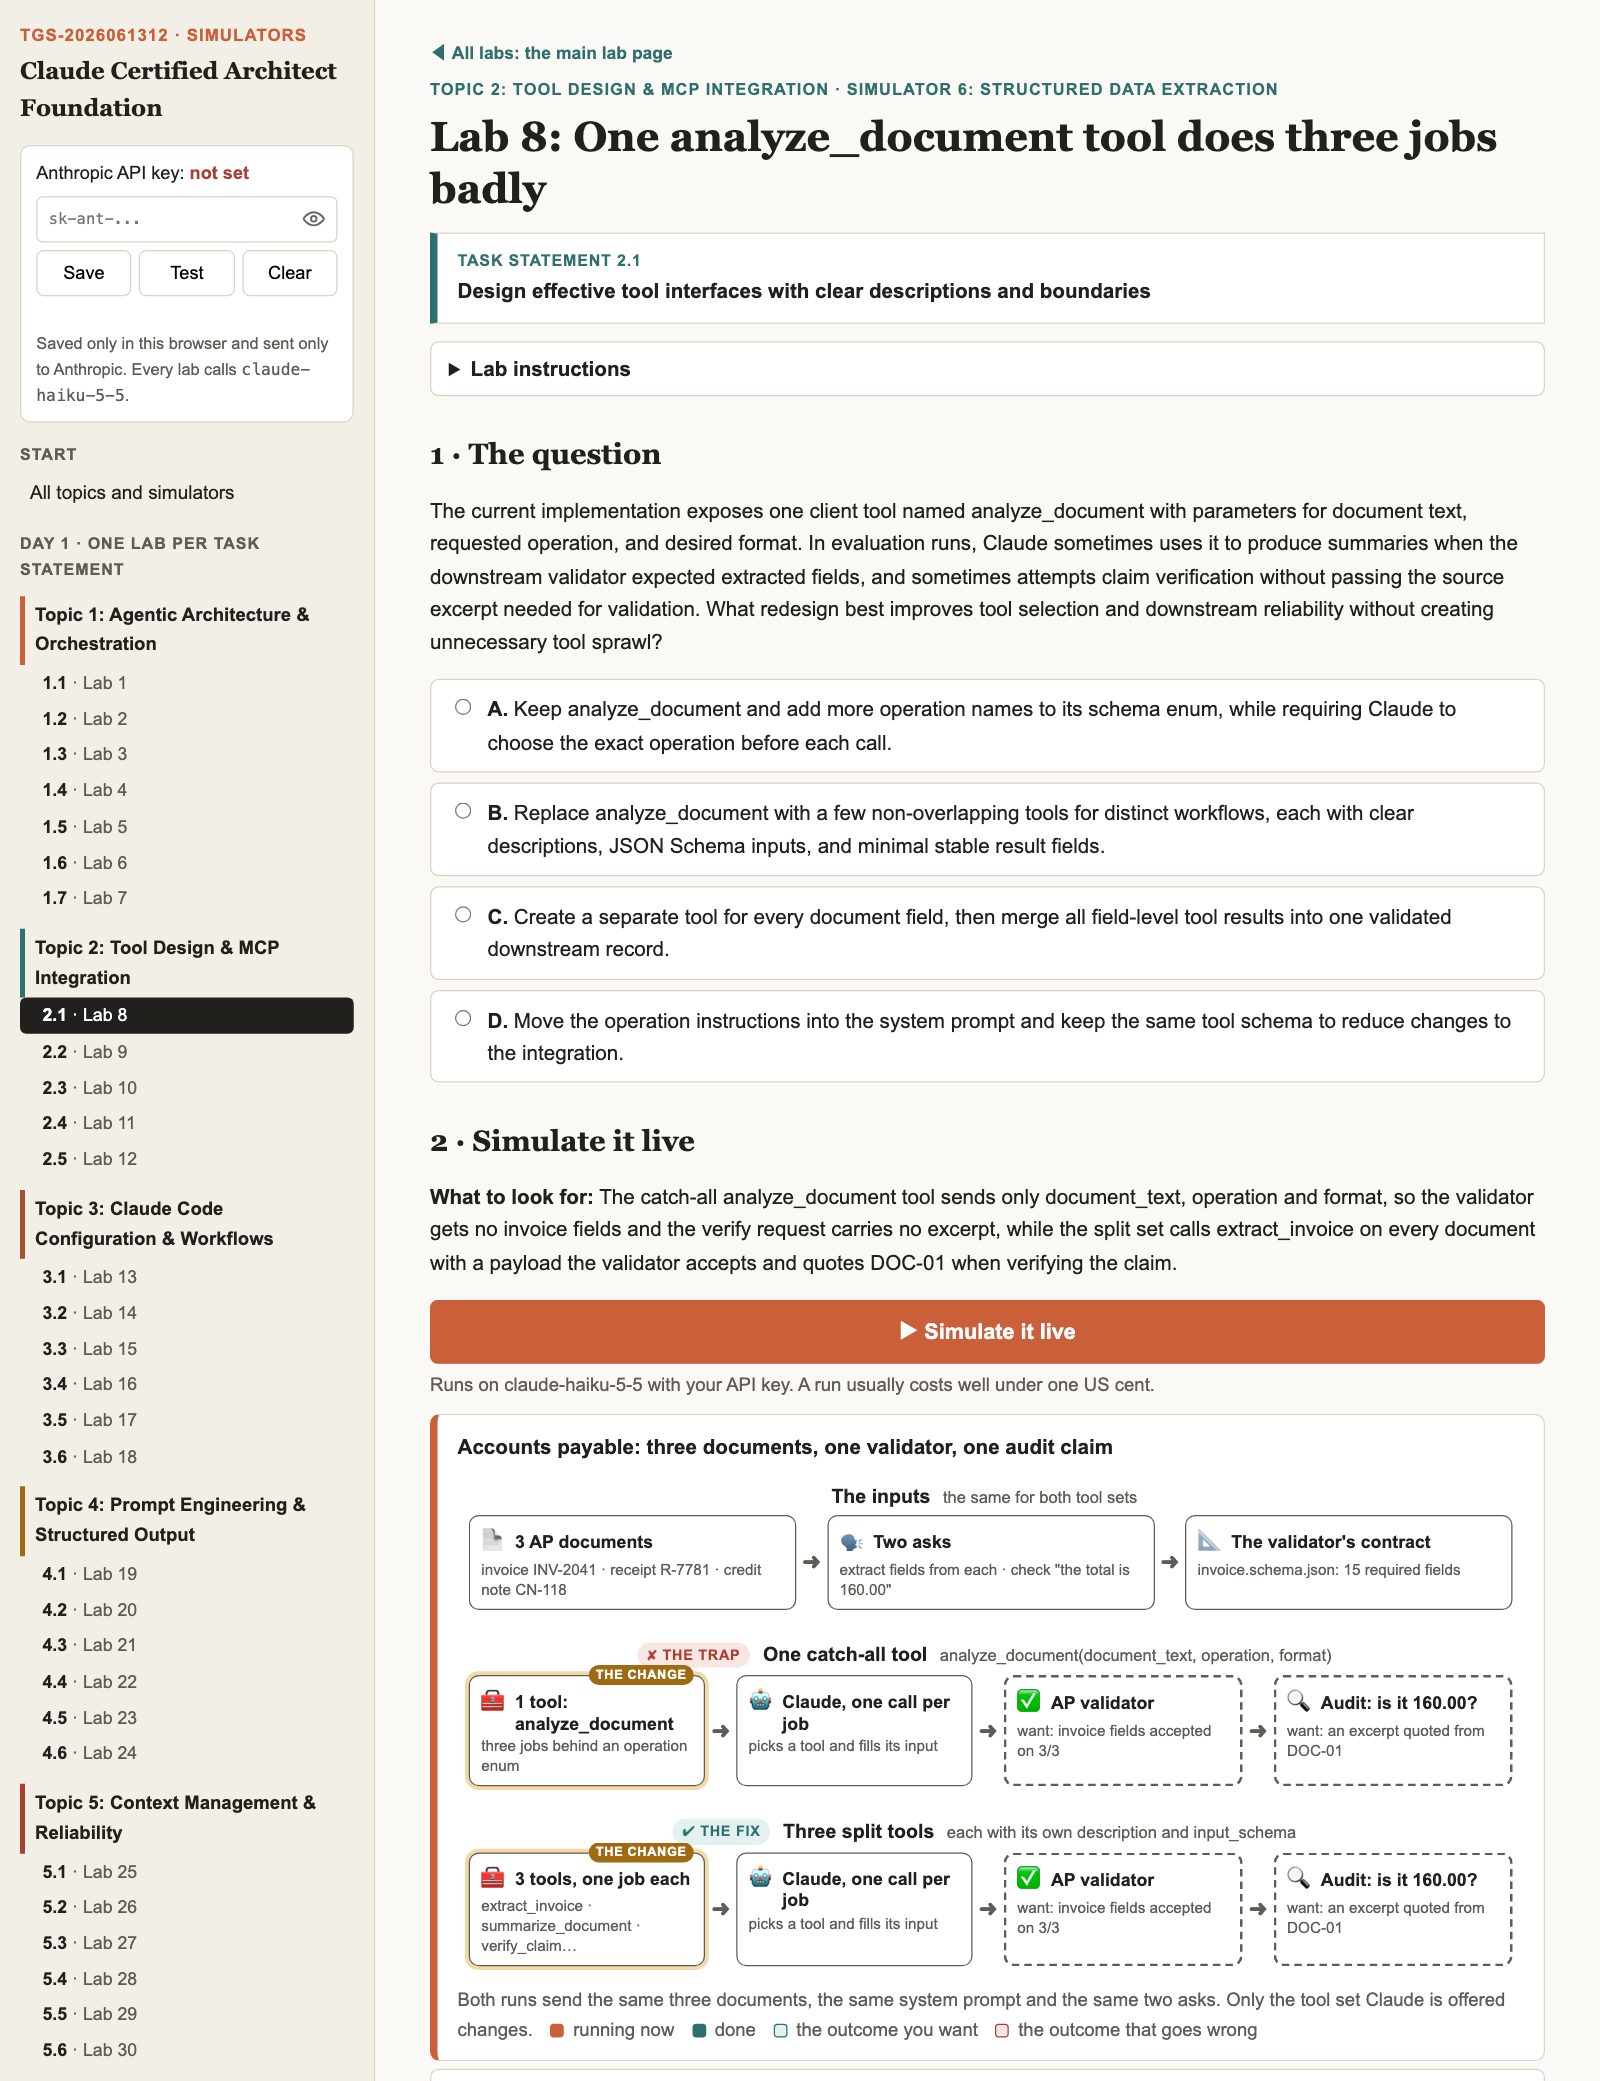 TGS-2026061312 · SIMULATORS
Claude Certified Architect
Foundation
Anthropic API key: not set
sk-ant-...
Save
Test
Clear
Saved only in this browser and sent only
to Anthropic. Every lab calls claude-
haiku-5-5.
START
All topics and simulators
DAY 1 · ONE LAB PER TASK
STATEMENT
Topic 1: Agentic Architecture &
Orchestration
1.1 · Lab 1
1.2 · Lab 2
1.3 · Lab 3
1.4 · Lab 4
1.5 · Lab 5
1.6 · Lab 6
1.7 · Lab 7
Topic 2: Tool Design & MCP
Integration
2.1 · Lab 8
2.2 · Lab 9
2.3 · Lab 10
2.4 · Lab 11
2.5 · Lab 12
Topic 3: Claude Code
Configuration & Workflows
3.1 · Lab 13
3.2 · Lab 14
3.3 · Lab 15
3.4 · Lab 16
3.5 · Lab 17
3.6 · Lab 18
Topic 4: Prompt Engineering &
Structured Output
4.1 · Lab 19
4.2 · Lab 20
4.3 · Lab 21
4.4 · Lab 22
4.5 · Lab 23
4.6 · Lab 24
Topic 5: Context Management &
Reliability
5.1 · Lab 25
5.2 · Lab 26
5.3 · Lab 27
5.4 · Lab 28
5.5 · Lab 29
5.6 · Lab 30
◀ All labs: the main lab page
TOPIC 2: TOOL DESIGN & MCP INTEGRATION · SIMULATOR 6: STRUCTURED DATA EXTRACTION
Lab 8: One analyze_document tool does three jobs
badly
TASK STATEMENT 2.1
Design effective tool interfaces with clear descriptions and boundaries
▶ Lab instructions
1 · The question
The current implementation exposes one client tool named analyze_document with parameters for document text,
requested operation, and desired format. In evaluation runs, Claude sometimes uses it to produce summaries when the
downstream validator expected extracted fields, and sometimes attempts claim verification without passing the source
excerpt needed for validation. What redesign best improves tool selection and downstream reliability without creating
unnecessary tool sprawl?
A. Keep analyze_document and add more operation names to its schema enum, while requiring Claude to
choose the exact operation before each call.
B. Replace analyze_document with a few non-overlapping tools for distinct workflows, each with clear
descriptions, JSON Schema inputs, and minimal stable result fields.
C. Create a separate tool for every document field, then merge all field-level tool results into one validated
downstream record.
D. Move the operation instructions into the system prompt and keep the same tool schema to reduce changes to
the integration.
2 · Simulate it live
What to look for: The catch-all analyze_document tool sends only document_text, operation and format, so the validator
gets no invoice fields and the verify request carries no excerpt, while the split set calls extract_invoice on every document
with a payload the validator accepts and quotes DOC-01 when verifying the claim.
▶ Simulate it live
Runs on claude-haiku-5-5 with your API key. A run usually costs well under one US cent.
Accounts payable: three documents, one validator, one audit claim
The inputs the same for both tool sets
3 AP documents
invoice INV-2041 · receipt R-7781 · credit
note CN-118
➜
Two asks
extract fields from each · check "the total is
160.00"
➜
The validator's contract
invoice.schema.json: 15 required fields
✘ THE TRAP One catch-all tool analyze_document(document_text, operation, format)
THE CHANGE
1 tool:
analyze_document
three jobs behind an operation
enum
➜
Claude, one call per
job
picks a tool and fills its input
➜
AP validator
want: invoice fields accepted
on 3/3
➜
Audit: is it 160.00?
want: an excerpt quoted from
DOC-01
✔ THE FIX Three split tools each with its own description and input_schema
THE CHANGE
3 tools, one job each
extract_invoice ·
summarize_document ·
verify_claim…
➜
Claude, one call per
job
picks a tool and fills its input
➜
AP validator
want: invoice fields accepted
on 3/3
➜
Audit: is it 160.00?
want: an excerpt quoted from
DOC-01
Both runs send the same three documents, the same system prompt and the same two asks. Only the tool set Claude is offered
changes. running now done the outcome you want the outcome that goes wrong